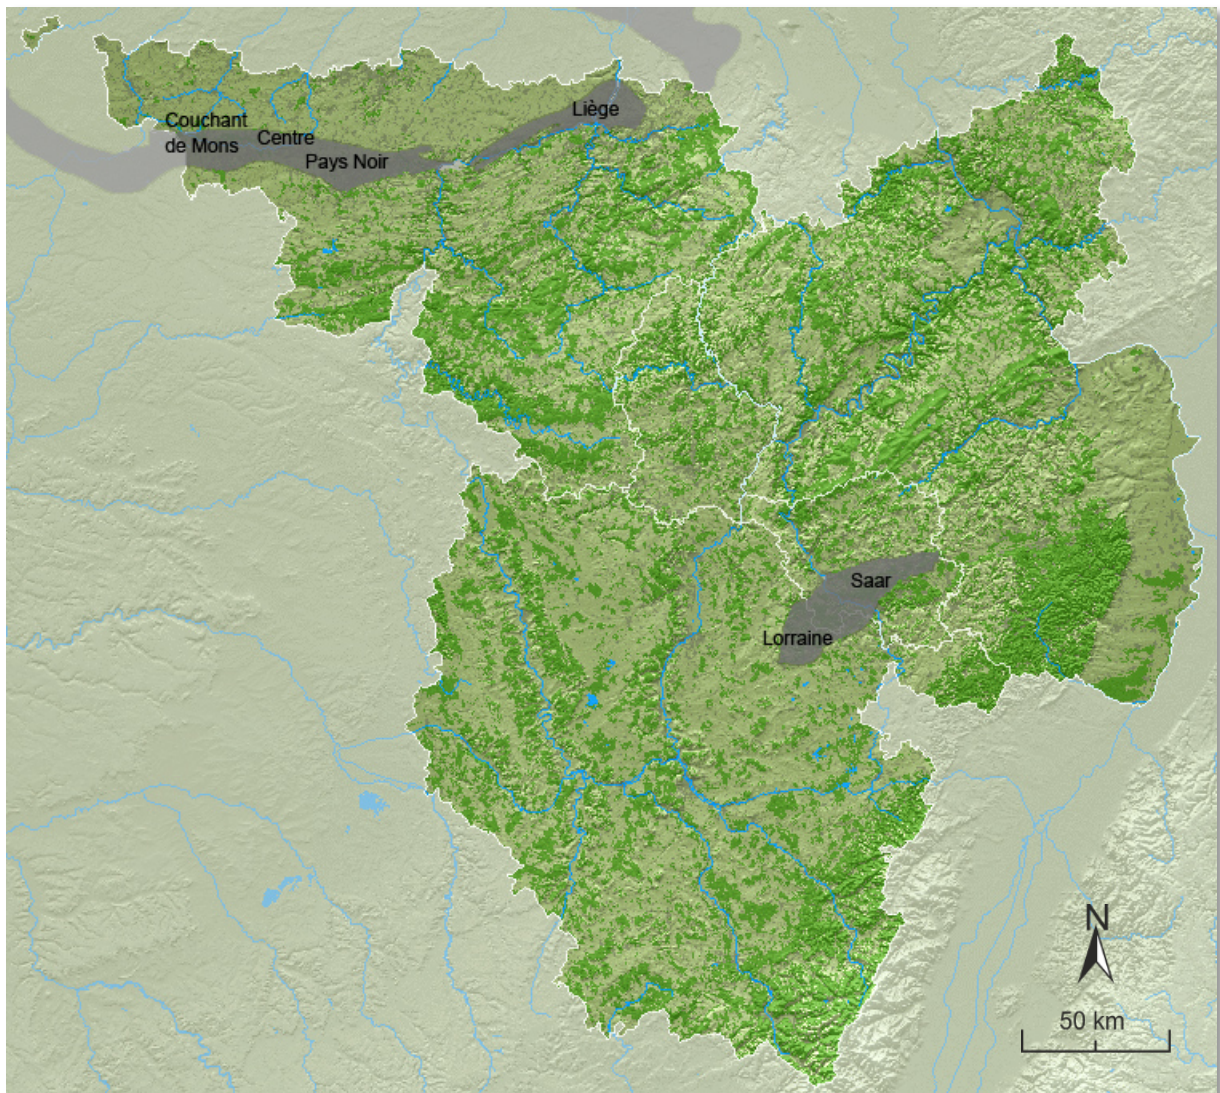 Liège
Couchant
de Mons
Centre
Pays Noir
Saar
Lorraine
N
50 km